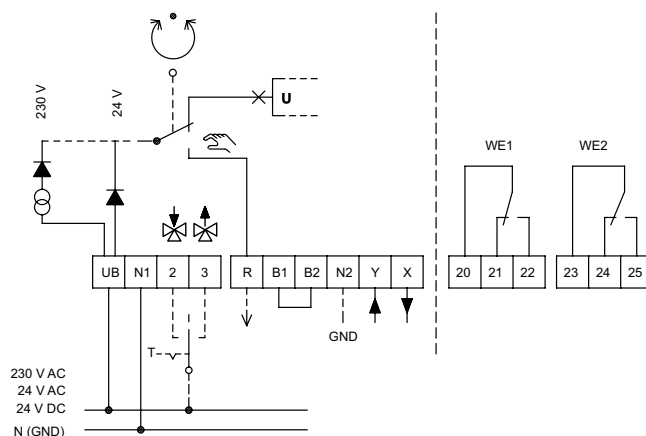 230 V
24 V
U
WE1
WE2
UB N1 2 3 R B1 B2 N2 Y X 20 21 22 23 24 25
GND
T
230 V AC
24 V AC
24 V DC
N (GND)